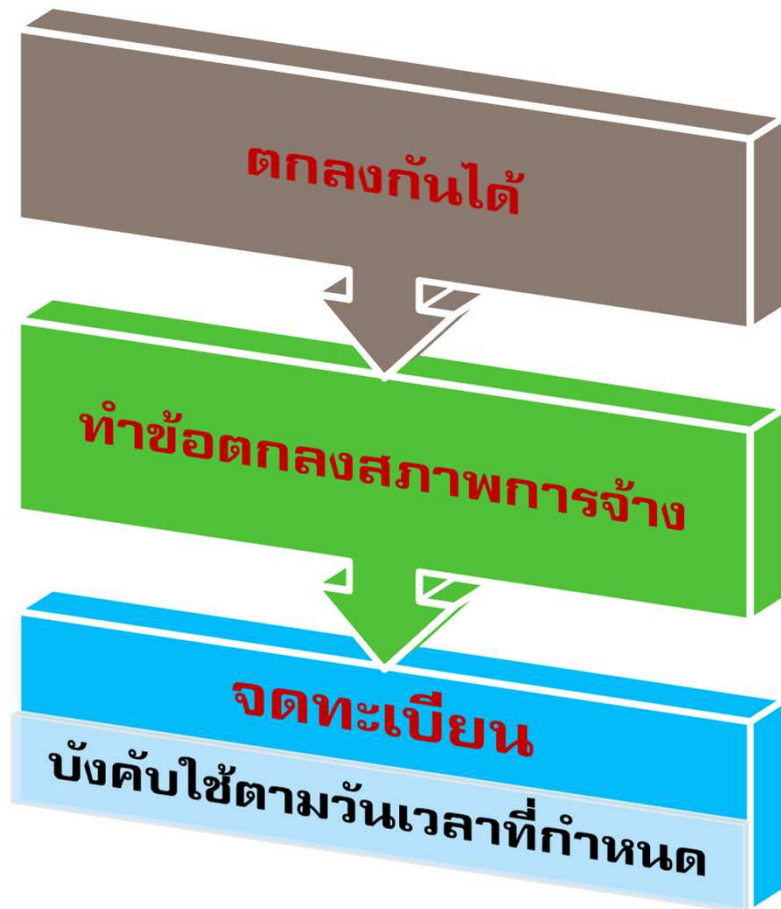 ตกลงกันได้
ทำข้อตกลงสภาพการจ้าง
จดทะเบียน
บังคับใช้ตามวันเวลาที่กำหนด